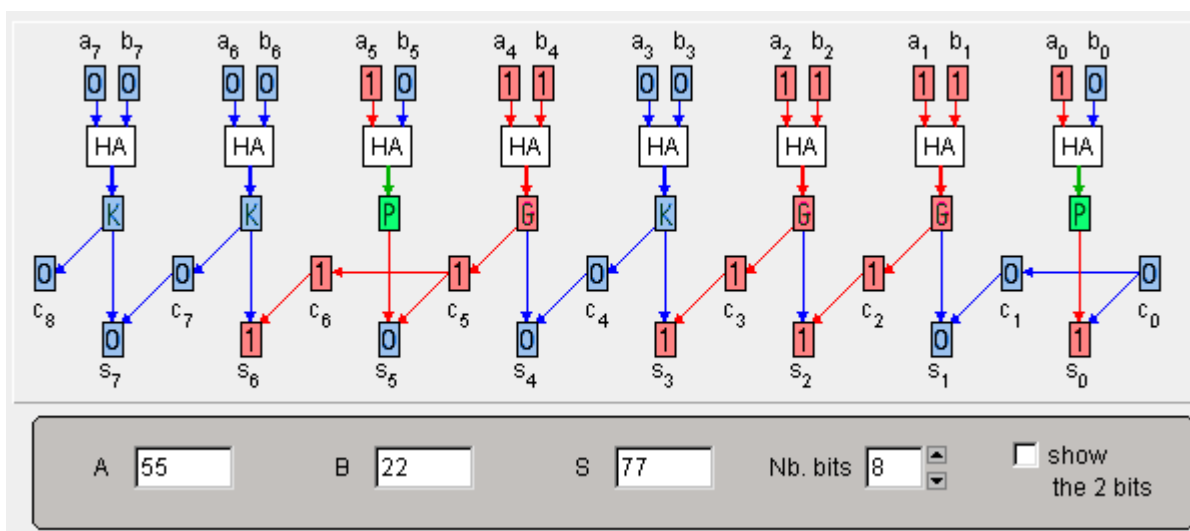 a7 b7 a6 b6 a5 b5 a4 b4 a3 b3 a2 b2 a1 b1 a0 b0
0 0 0 0 1 0 1 1 0 0 1 1 1 1 1 0
HA HA HA HA HA HA HA HA
K K P G K G G P
0 0 1 1 0 1 1 0 0
c8 c7 c6 c5 c4 c3 c2 c1 c0
0 1 0 0 1 1 0 1
s7 s6 s5 s4 s3 s2 s1 s0
A 55 B 22 S 77 Nb. bits 8 show
the 2 bits